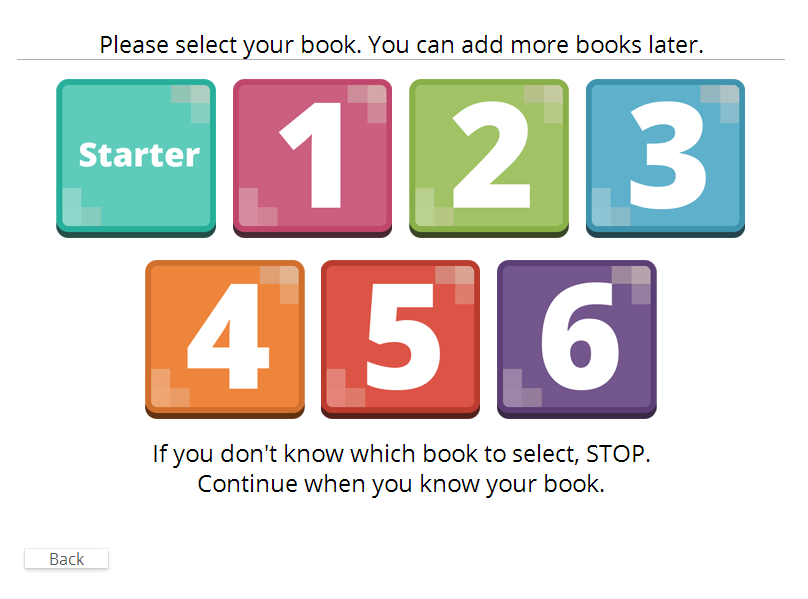 Please select your book. You can add more books later.
Starter 1 2 3
4 5 6
If you don't know which book to select, STOP.
Continue when you know your book.
Back